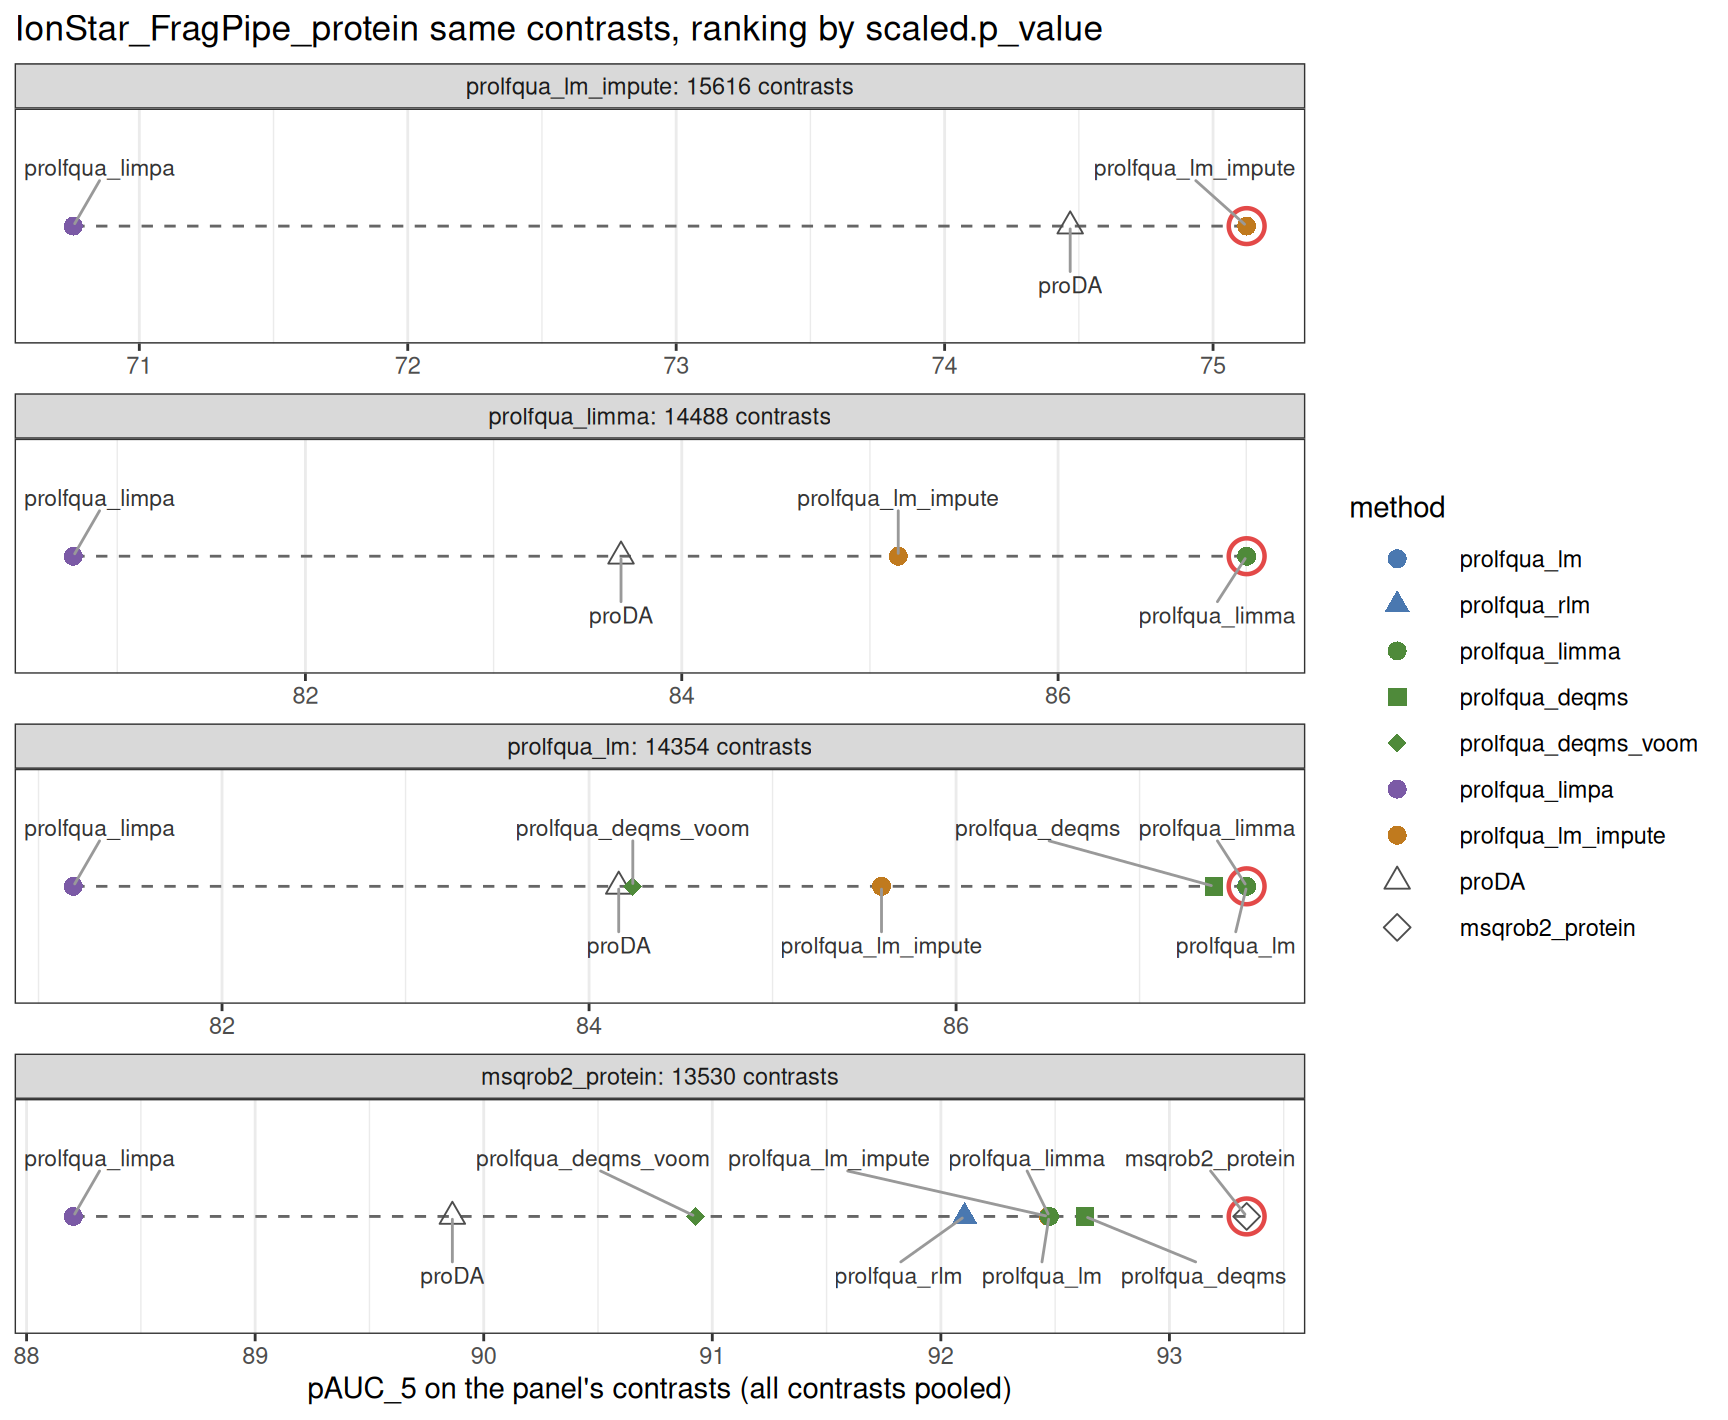 IonStar_FragPipe_protein same contrasts, ranking by scaled.p_value
prolfqua_lm_impute: 15616 contrasts
prolfqua_limpa
prolfqua_lm_impute
proDA
71 72 73 74 75
prolfqua_limma: 14488 contrasts
prolfqua_limpa
prolfqua_lm_impute
proDA
prolfqua_limma
82 84 86
prolfqua_lm: 14354 contrasts
prolfqua_limpa
prolfqua_deqms_voom
prolfqua_deqms
prolfqua_limma
proDA
prolfqua_lm_impute
prolfqua_lm
82 84 86
msqrob2_protein: 13530 contrasts
prolfqua_limpa
prolfqua_deqms_voom
prolfqua_lm_impute
prolfqua_limma
msqrob2_protein
proDA
prolfqua_rlm
prolfqua_lm
prolfqua_deqms
88 89 90 91 92 93
pAUC_5 on the panel's contrasts (all contrasts pooled)
method
prolfqua_lm
prolfqua_rlm
prolfqua_limma
prolfqua_deqms
prolfqua_deqms_voom
prolfqua_limpa
prolfqua_lm_impute
proDA
msqrob2_protein